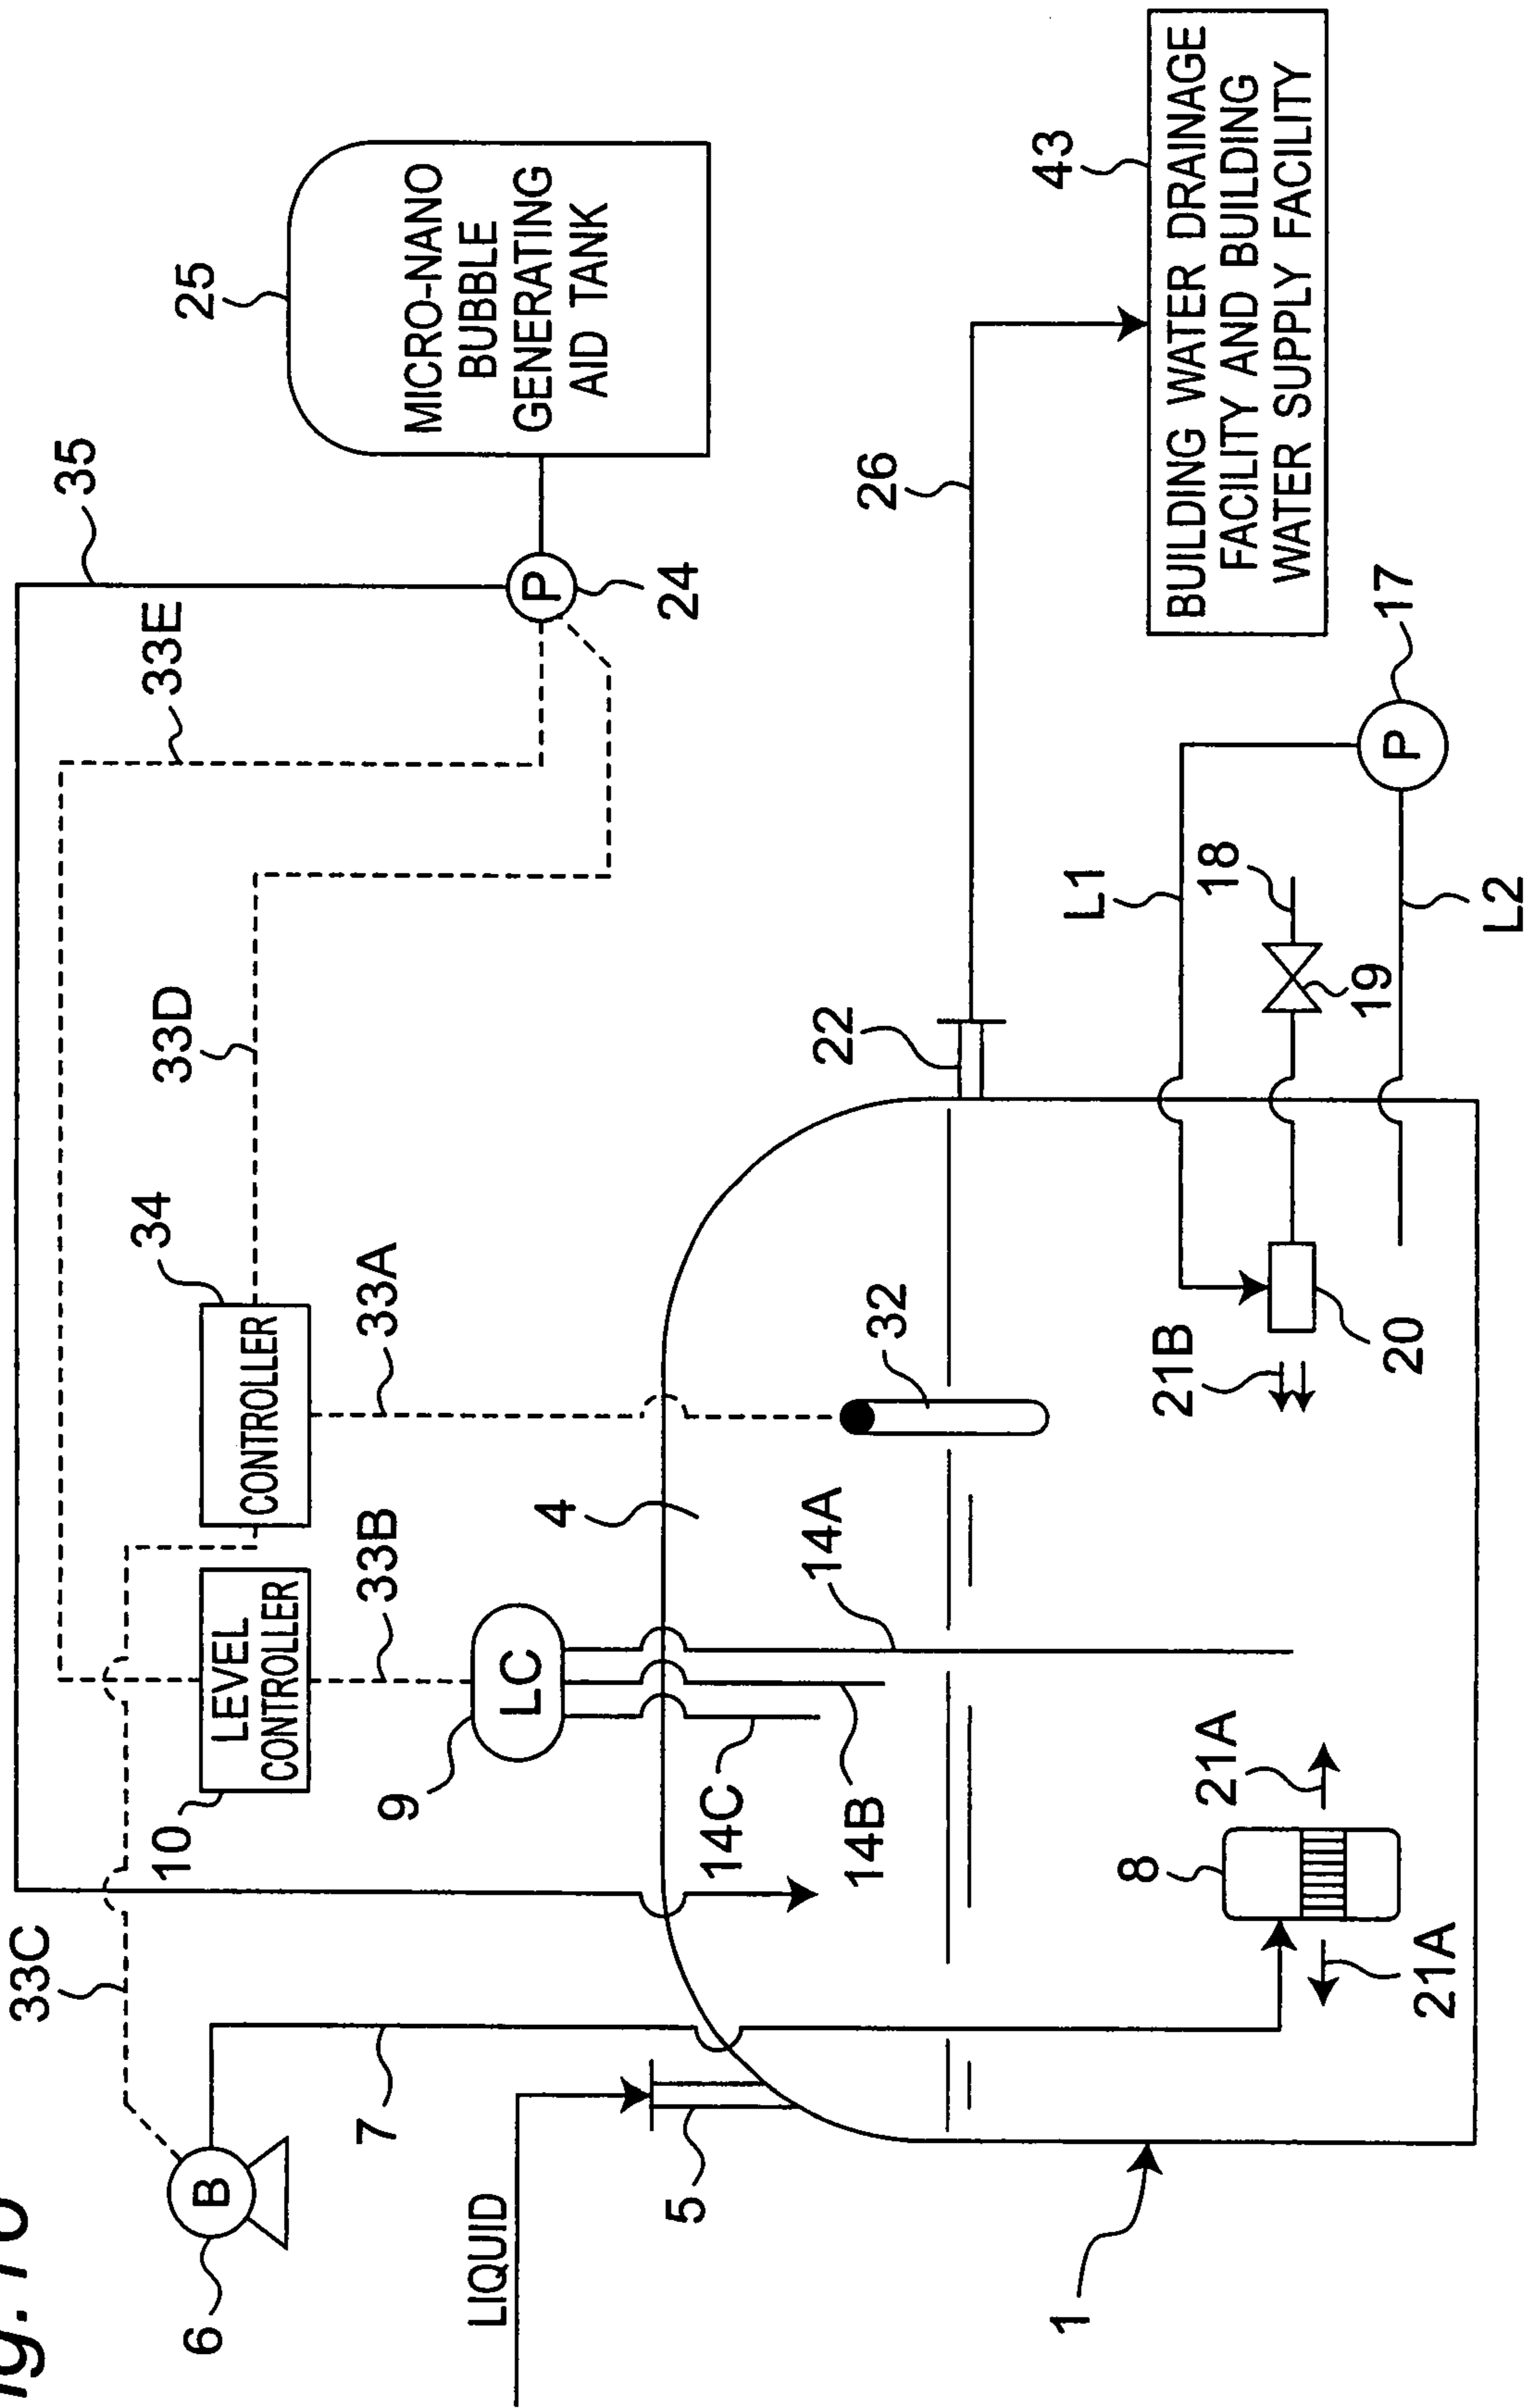 35
33C
33E
10
34
33D
25
6
LEVEL
CONTROLLER
CONTROLLER
MICRO-NANO
BUBBLE
GENERATING
AID TANK
B
7
33B
33A
9
LIQUID
LC
P
24
4
5
14C
14A
32
22
26
14B
1
8
21A
21B
L1
43
18
BUILDING WATER DRAINAGE
FACILITY AND BUILDING
WATER SUPPLY FACILITY
19
21A
20
P
17
L2